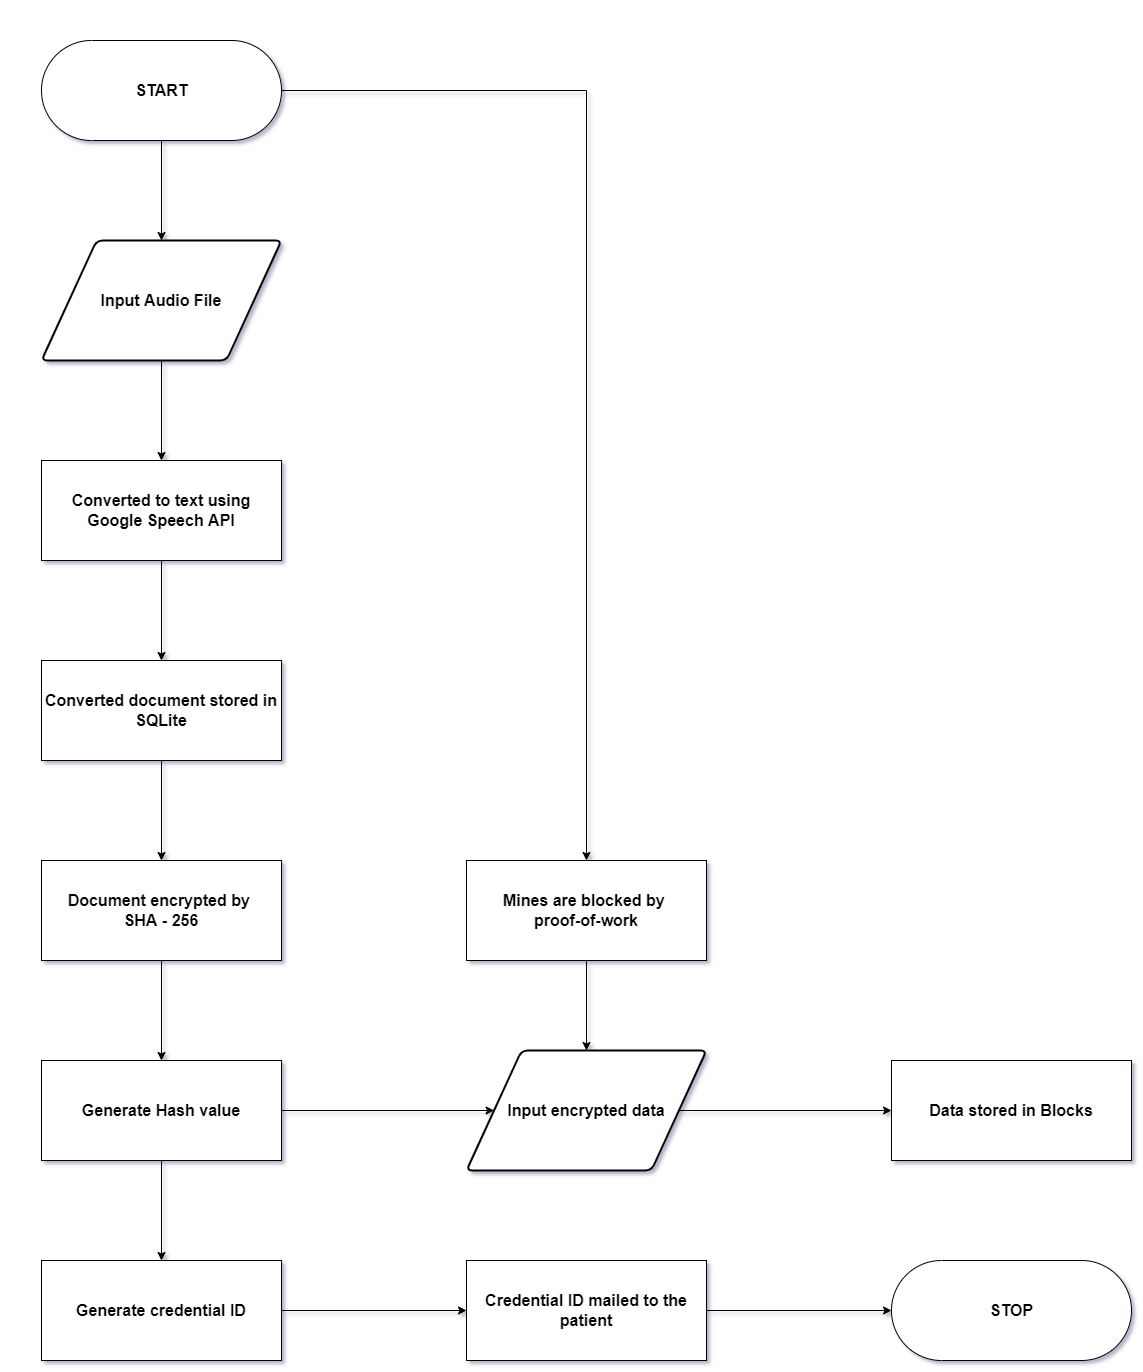 START
Input Audio File
Converted to text using
Google Speech API
Converted document stored in
SQLite
Document encrypted by
SHA - 256
Mines are blocked by
proof-of-work
Generate Hash value
Input encrypted data
Data stored in Blocks
Generate credential ID
Credential ID mailed to the
patient
STOP